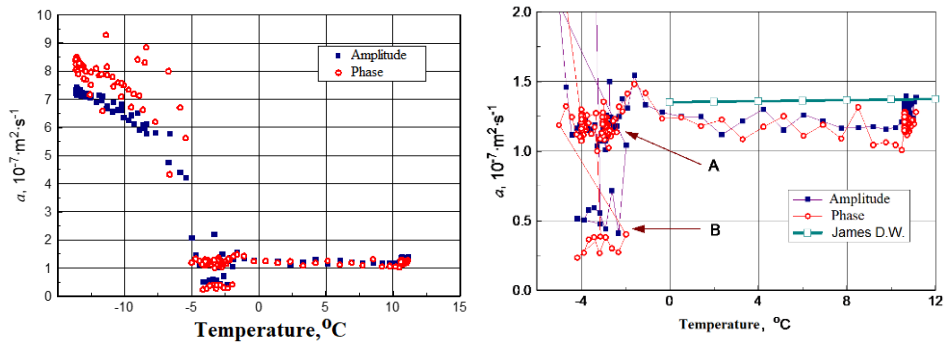 a, 10⁻⁷·m²·s⁻¹
10
9
8
7
6
5
4
3
2
1
0
-10
-5
0
5
10
15
Temperature,°C
Amplitude
Phase
a, 10⁻⁷·m²·s⁻¹
2.0
1.5
1.0
0.5
0.0
-4
0
4
8
12
Temperature, °C
A
B
Amplitude
Phase
James D.W.